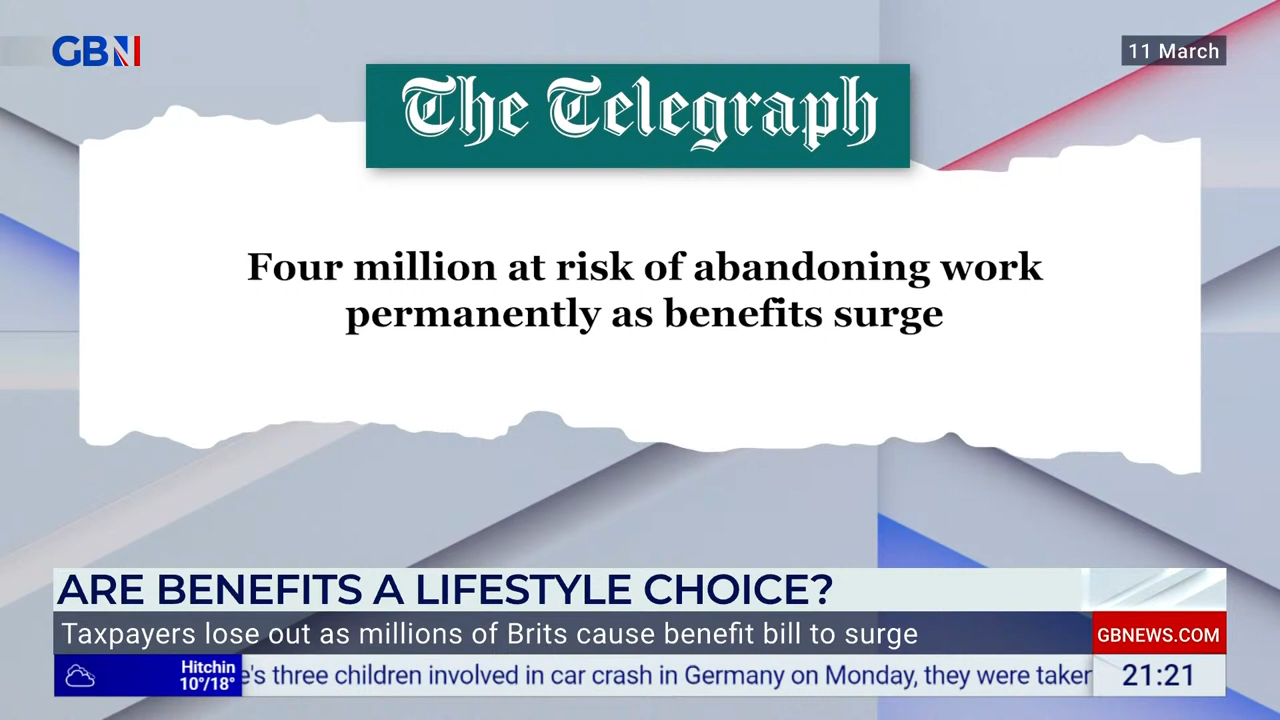 GBN
11 March
The Telegraph
Four million at risk of abandoning work
permanently as benefits surge
ARE BENEFITS A LIFESTYLE CHOICE?
Taxpayers lose out as millions of Brits cause benefit bill to surge
GBNEWS.COM
Hitchin
10°/18°
e's three children involved in car crash in Germany on Monday, they were taken
21:21